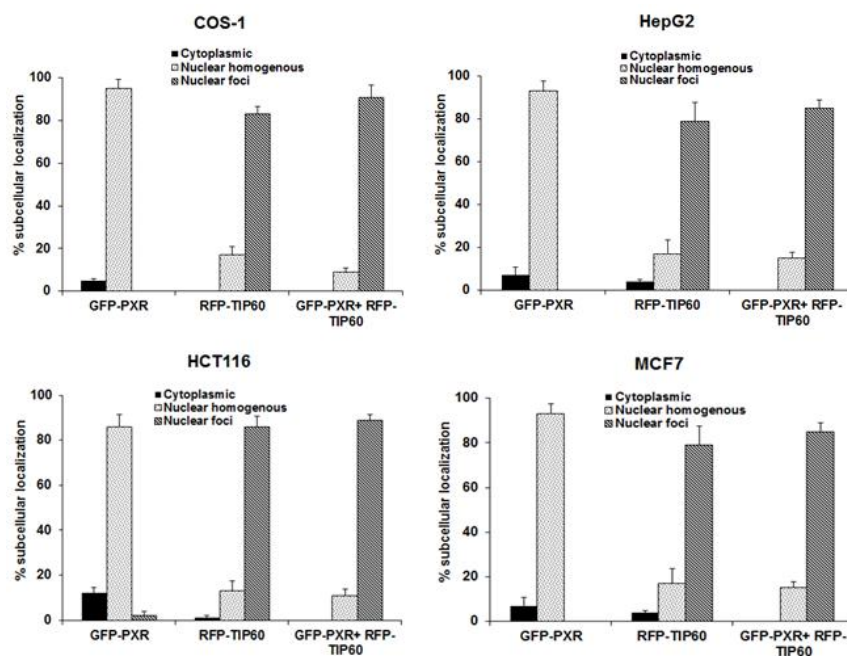 COS-1
Cytoplasmic
Nuclear homogenous
Nuclear foci
% subcellular localization
100
80
60
40
20
0
GFP-PXR
RFP-TIP60
GFP-PXR+ RFP-
TIP60
HepG2
Cytoplasmic
Nuclear homogenous
Nuclear foci
% subcellular localization
100
80
60
40
20
0
GFP-PXR
RFP-TIP60
GFP-PXR+ RFP-
TIP60
HCT116
Cytoplasmic
Nuclear homogenous
Nuclear foci
% subcellular localization
100
80
60
40
20
0
GFP-PXR
RFP-TIP60
GFP-PXR+ RFP-
TIP60
MCF7
Cytoplasmic
Nuclear homogenous
Nuclear foci
% subcellular localization
100
80
60
40
20
0
GFP-PXR
RFP-TIP60
GFP-PXR+ RFP-
TIP60